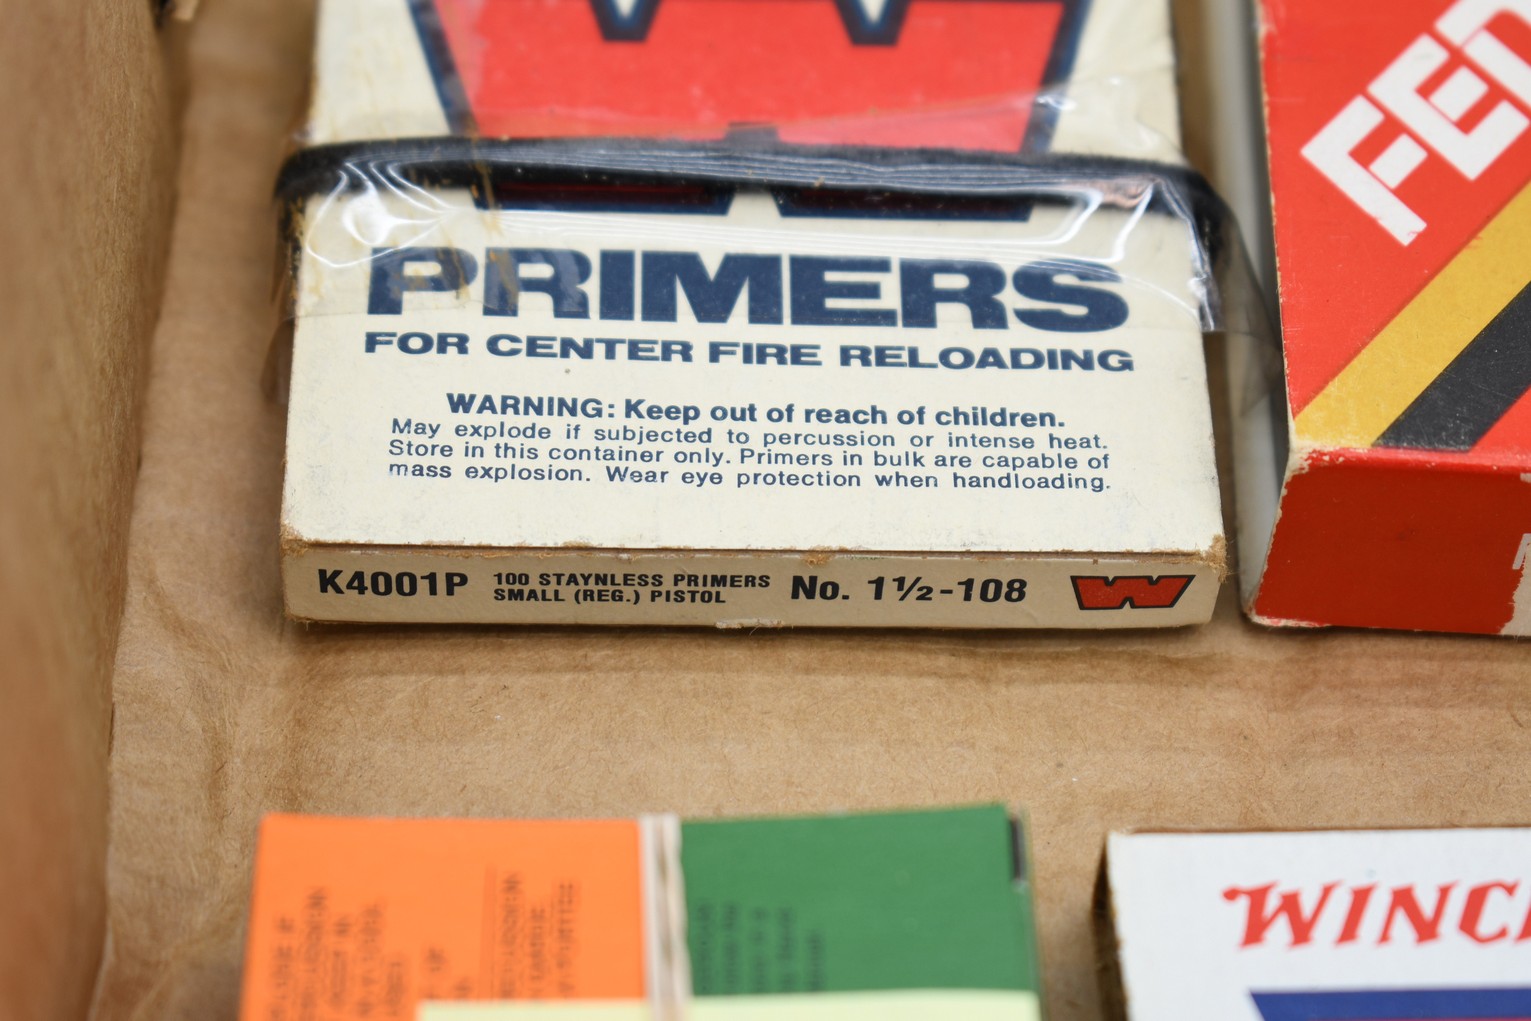 PRIMERS
FOR CENTER FIRE RELOADING
WARNING: Keep out of reach of children.
May explode if subjected to percussion or intense heat.
Store in this container only. Primers in bulk are capable of
mass explosion. Wear eye protection when handloading.
K4001P
100 STAYNLESS PRIMERS
SMALL (REG.) PISTOL
No. 1½-108
W
FED
WINC